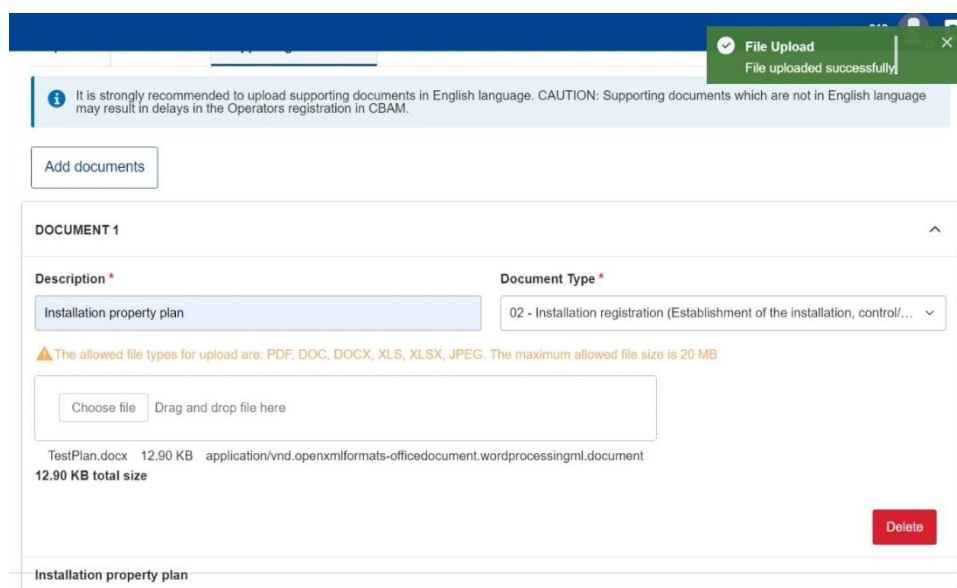 File Upload
File uploaded successfully
It is strongly recommended to upload supporting documents in English language. CAUTION: Supporting documents which are not in English language
may result in delays in the Operators registration in CBAM.
Add documents
DOCUMENT 1
Description *
Document Type *
Installation property plan
02 - Installation registration (Establishment of the installation, control/...
The allowed file types for upload are: PDF, DOC, DOCX, XLS, XLSX, JPEG. The maximum allowed file size is 20 MB
Choose file Drag and drop file here
TestPlan.docx 12.90 KB application/vnd.openxmlformats-officedocument.wordprocessingml.document
12.90 KB total size
Delete
Installation property plan